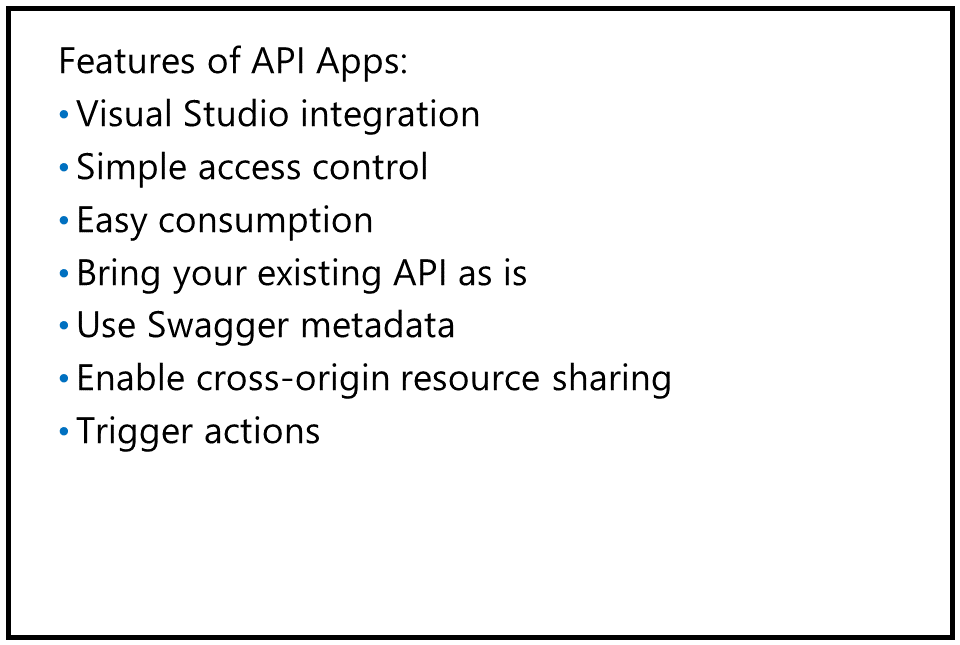 Features of API Apps:
• Visual Studio integration
• Simple access control
• Easy consumption
• Bring your existing API as is
• Use Swagger metadata
• Enable cross-origin resource sharing
• Trigger actions